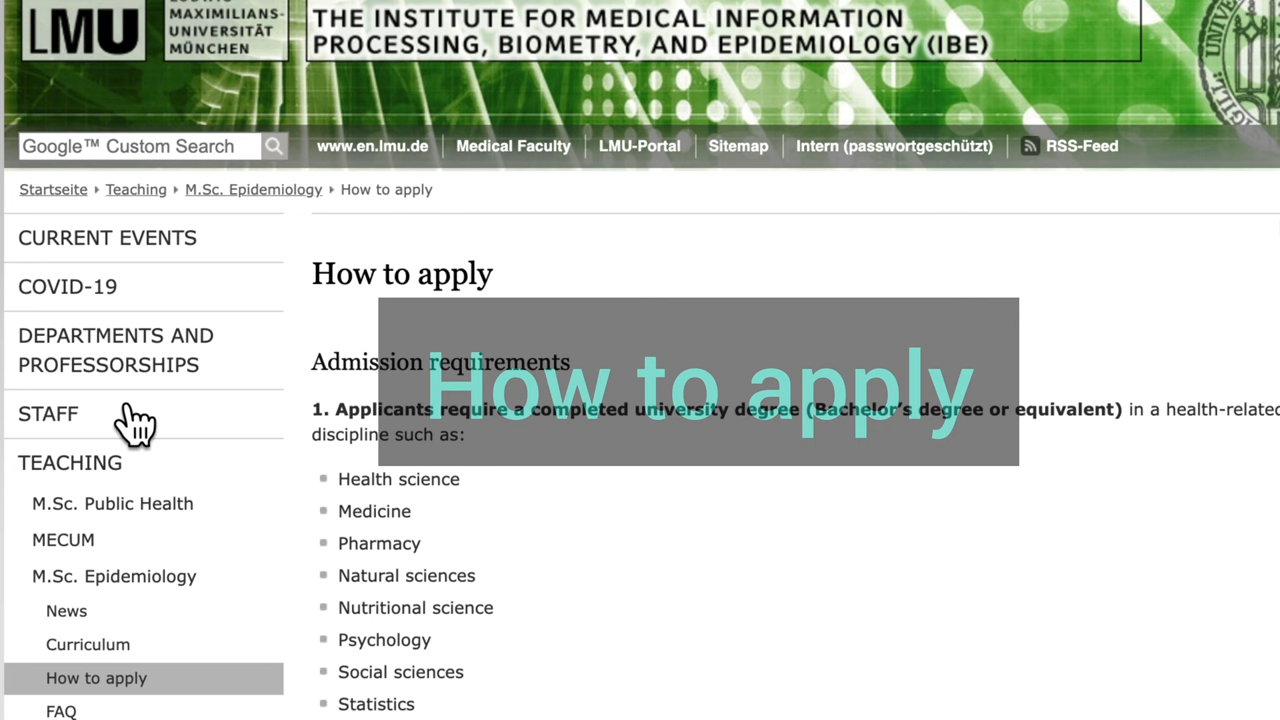 LMU
LUDWIG-
MAXIMILIANS-
UNIVERSITÄT
MÜNCHEN
THE INSTITUTE FOR MEDICAL INFORMATION
PROCESSING, BIOMETRY, AND EPIDEMIOLOGY (IBE)
Google™ Custom Search
www.en.lmu.de
Medical Faculty
LMU-Portal
Sitemap
Intern (passwortgeschützt)
RSS-Feed
Startseite Teaching M.Sc. Epidemiology How to apply
CURRENT EVENTS
COVID-19
DEPARTMENTS AND
PROFESSORSHIPS
STAFF
TEACHING
M.Sc. Public Health
MECUM
M.Sc. Epidemiology
News
Curriculum
How to apply
FAQ
How to apply
Admission requirements
How to apply
1. Applicants require a completed university degree (Bachelor's degree or equivalent) in a health-related
discipline such as:
Health science
Medicine
Pharmacy
Natural sciences
Nutritional science
Psychology
Social sciences
Statistics